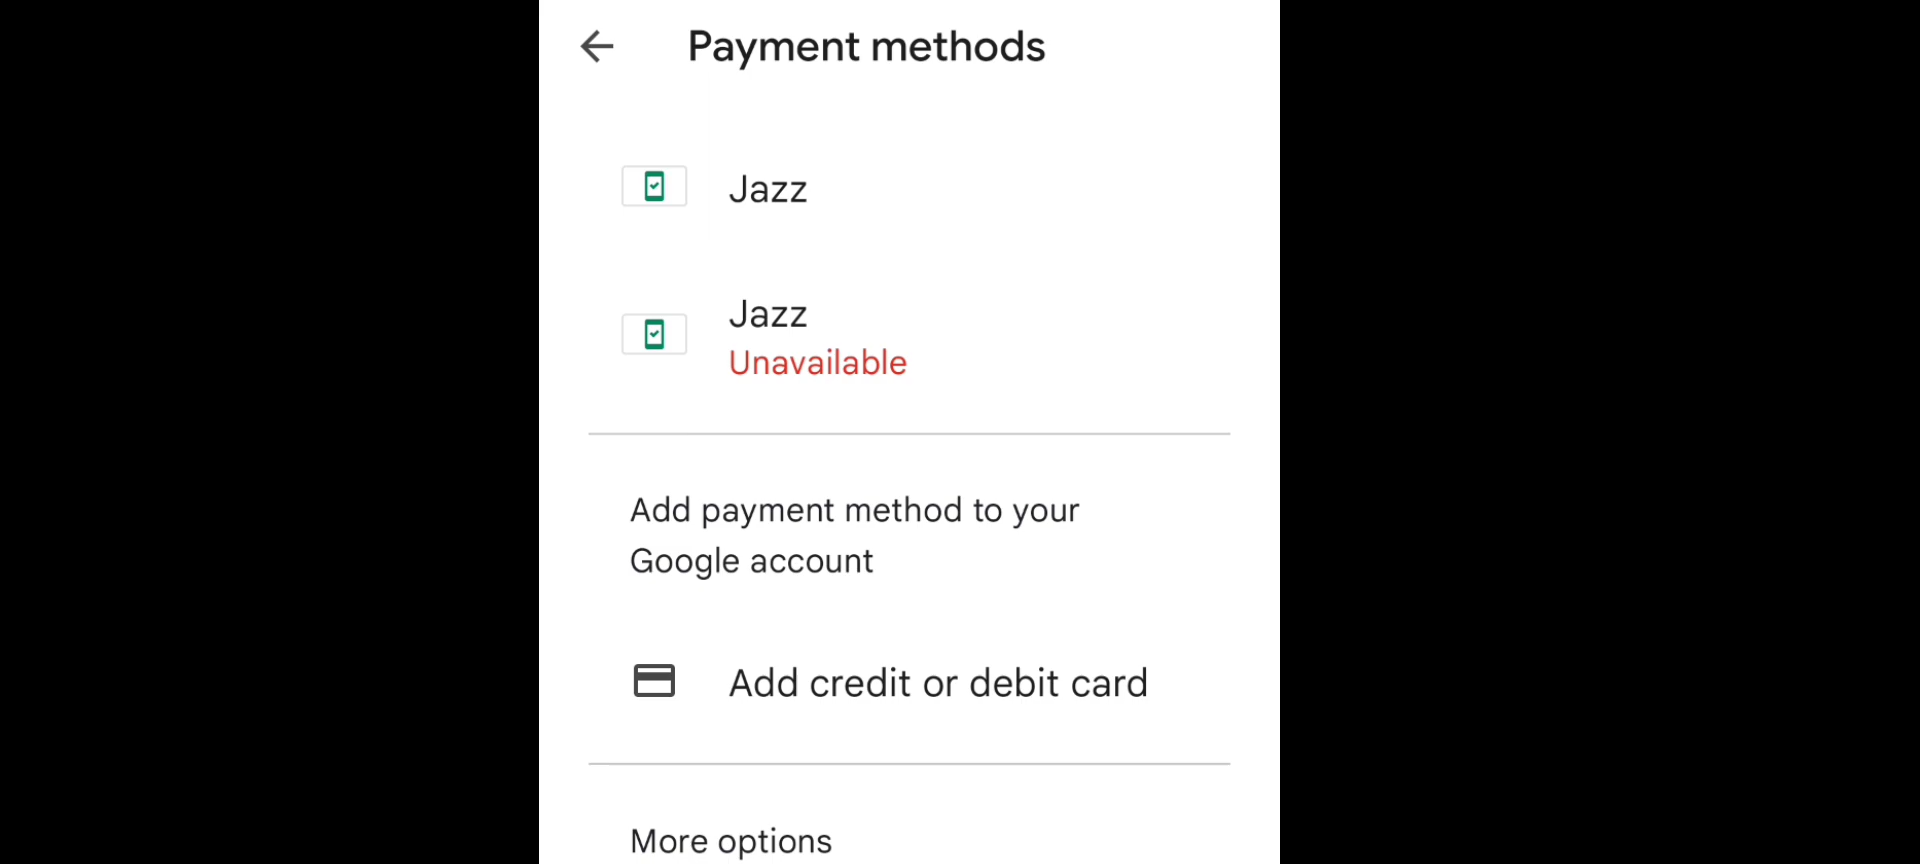 Payment methods
Jazz
Jazz
Unavailable
Add payment method to your
Google account
Add credit or debit card
More options